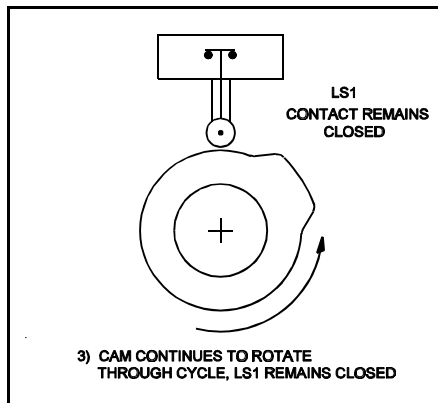 LS1
CONTACT REMAINS
CLOSED
3) CAM CONTINUES TO ROTATE
THROUGH CYCLE, LS1 REMAINS CLOSED